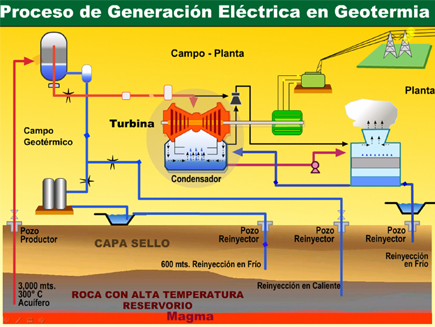 Proceso de Generación Eléctrica en Geotermia
Campo - Planta
Planta
Turbina
Campo
Geotérmico
Condensador
Pozo
Productor
Pozo
Reinyector
Pozo
Reinyector
Pozo
Reinyector
Pozo
Reinyector
CAPA SELLO
600 mts. Reinyección en Frío
Reinyección
en Frío
3,000 mts.
300° C
Acuífero
Reinyección en Caliente
ROCA CON ALTA TEMPERATURA
RESERVORIO
Magma